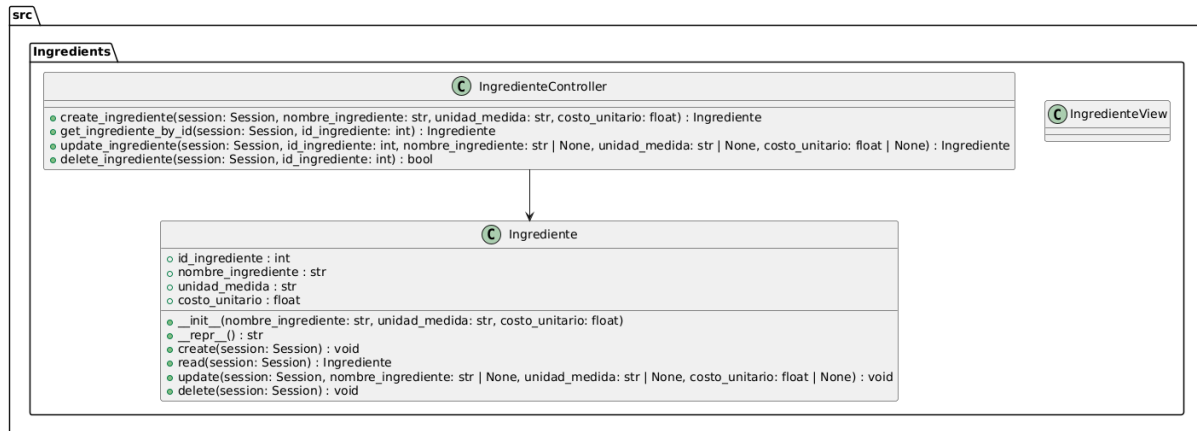 src
Ingredients
C IngredienteController
create_ingrediente(session: Session, nombre_ingrediente: str, unidad_medida: str, costo_unitario: float) : Ingrediente
get_ingrediente_by_id(session: Session, id_ingrediente: int) : Ingrediente
update_ingrediente(session: Session, id_ingrediente: int, nombre_ingrediente: str | None, unidad_medida: str | None, costo_unitario: float | None) : Ingrediente
delete_ingrediente(session: Session, id_ingrediente: int) : bool
C IngredienteView
C Ingrediente
id_ingrediente : int
nombre_ingrediente : str
unidad_medida : str
costo_unitario : float
__init__(nombre_ingrediente: str, unidad_medida: str, costo_unitario: float)
__repr__() : str
create(session: Session) : void
read(session: Session) : Ingrediente
update(session: Session, nombre_ingrediente: str | None, unidad_medida: str | None, costo_unitario: float | None) : void
delete(session: Session) : void